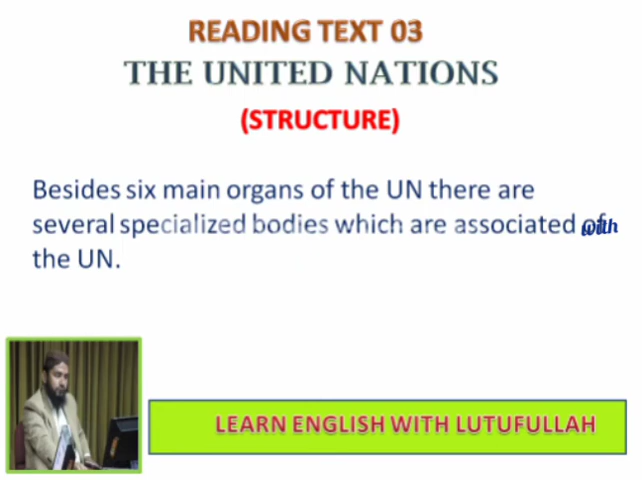 READING TEXT 03
THE UNITED NATIONS
(STRUCTURE)
Besides six main organs of the UN there are
several specialized bodies which are associated of with
the UN.
LEARN ENGLISH WITH LUTUFULLAH